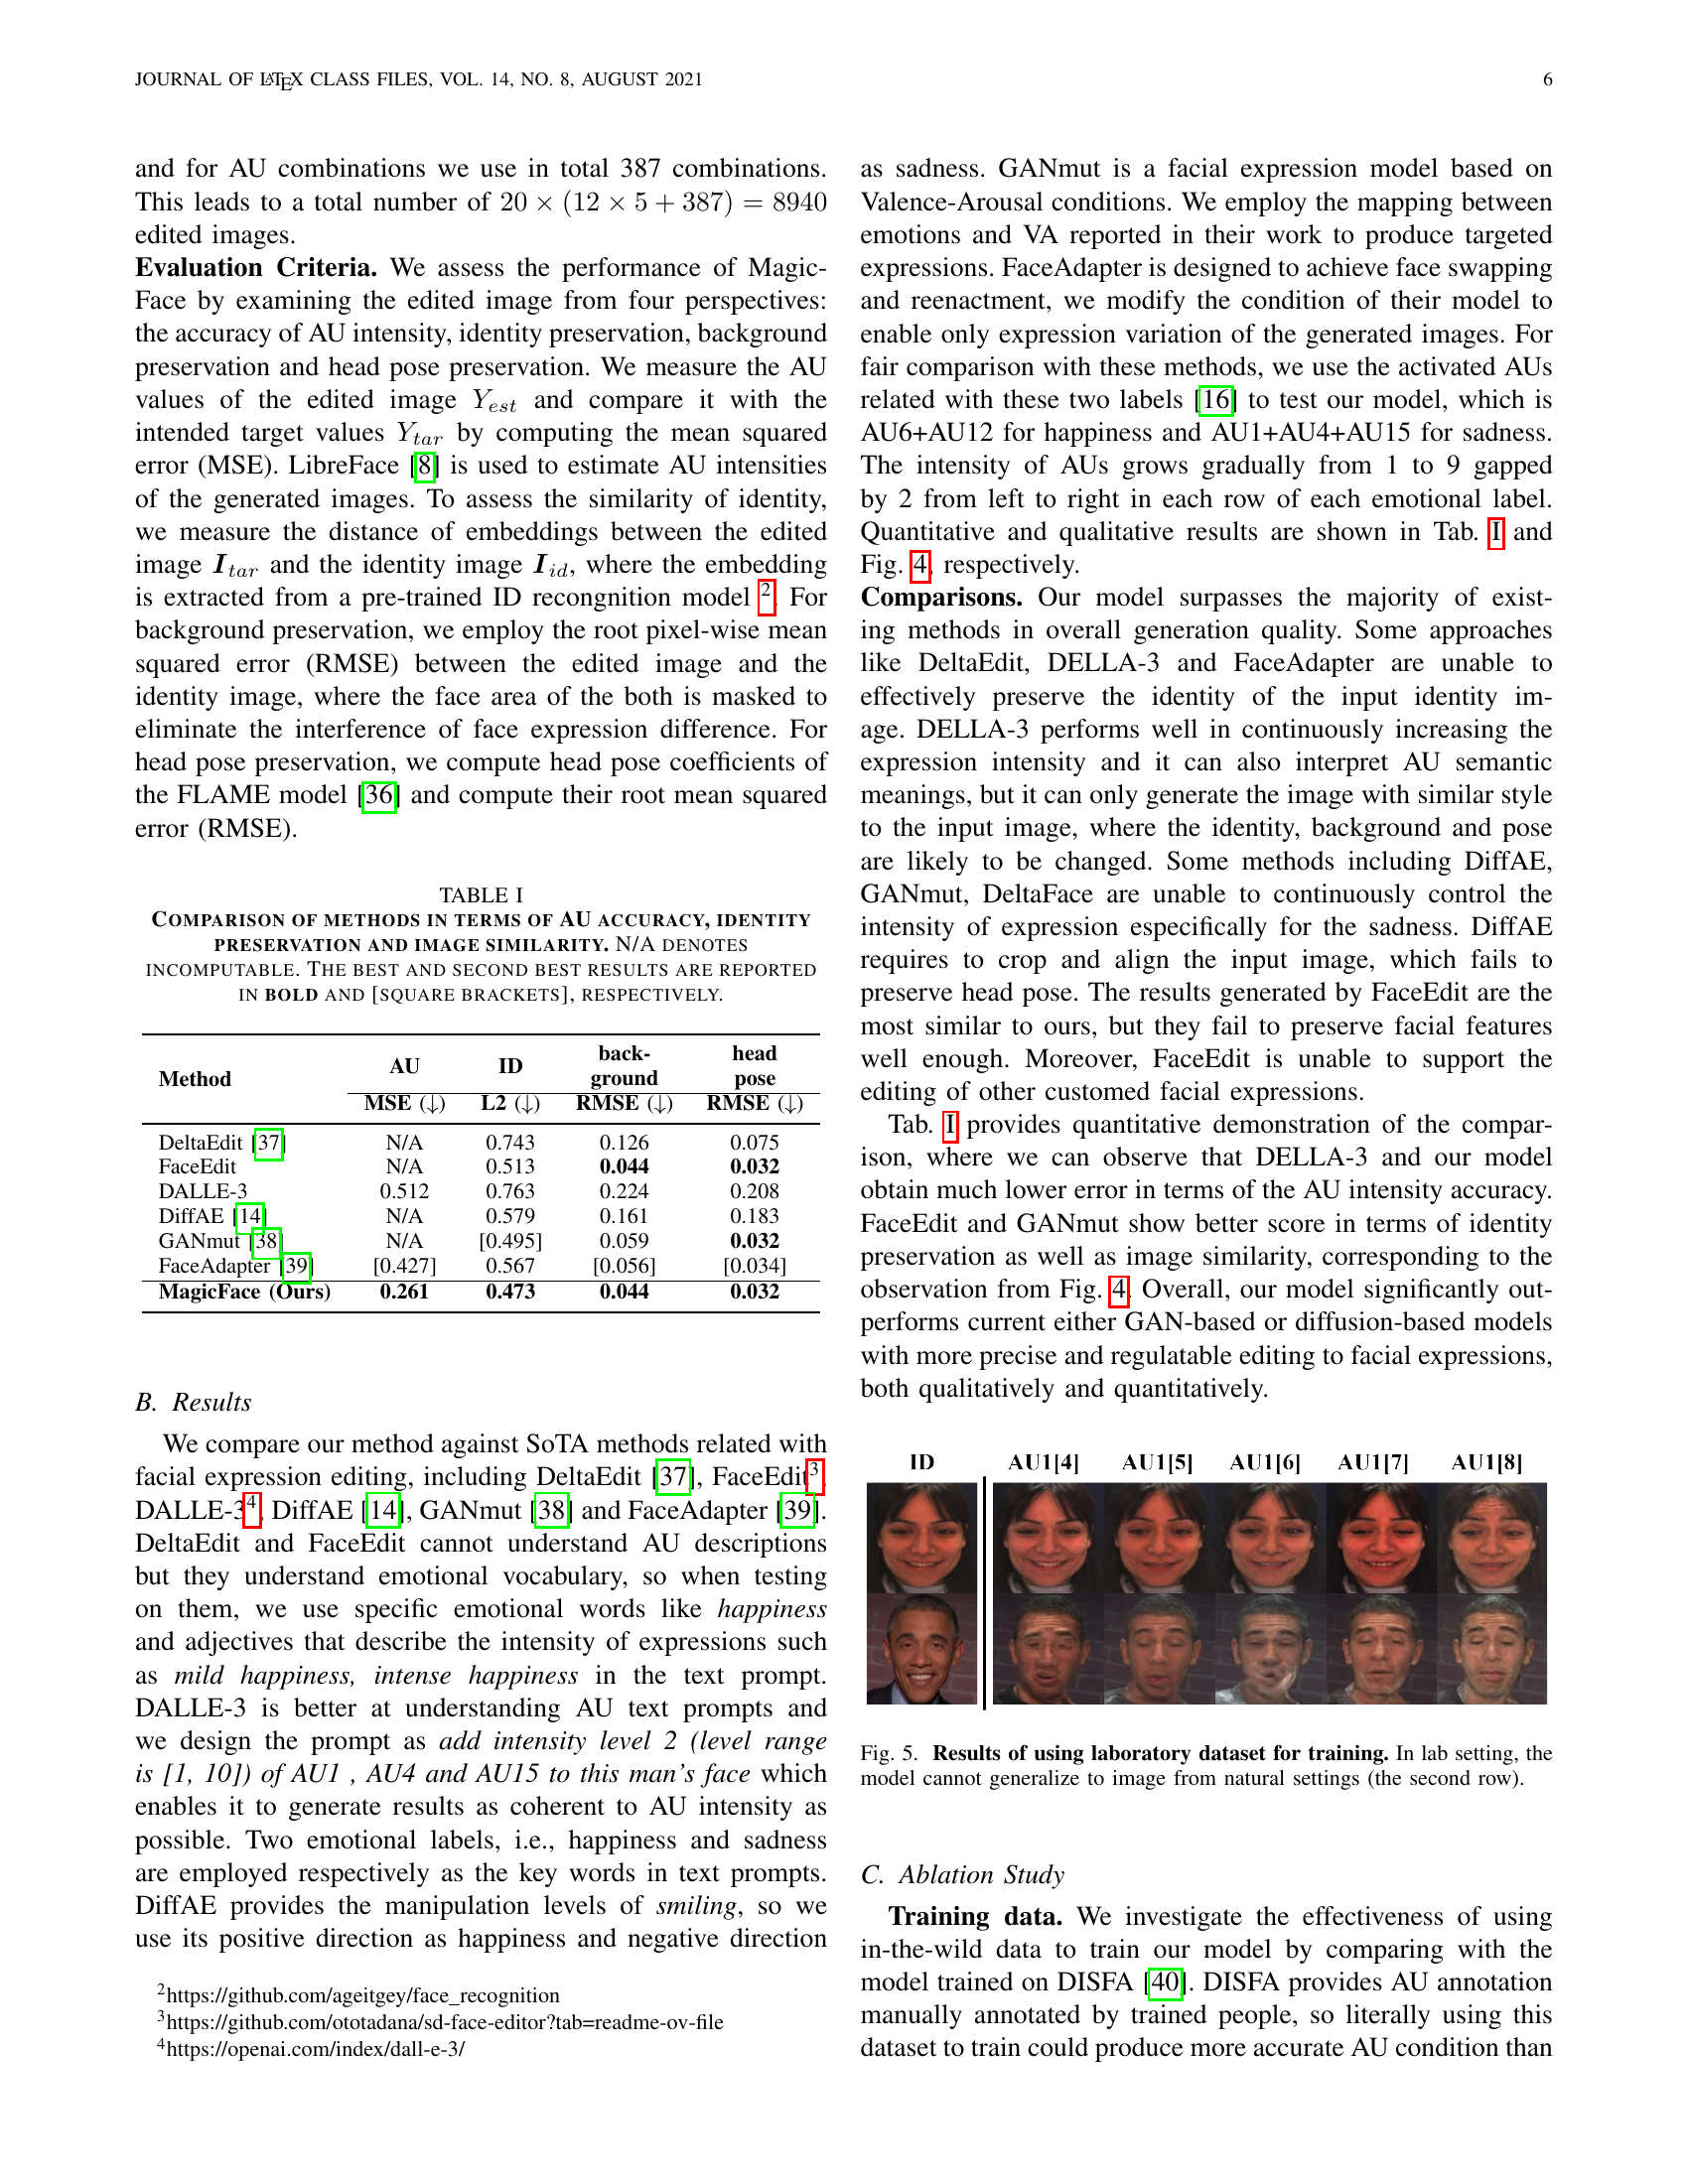 JOURNAL OF LATEX CLASS FILES, VOL. 14, NO. 8, AUGUST 2021
6
and for AU combinations we use in total 387 combinations.
This leads to a total number of 20 × (12 × 5 + 387) = 8940
edited images.
Evaluation Criteria. We assess the performance of Magic-
Face by examining the edited image from four perspectives:
the accuracy of AU intensity, identity preservation, background
preservation and head pose preservation. We measure the AU
values of the edited image Y_est and compare it with the
intended target values Y_tar by computing the mean squared
error (MSE). LibreFace [8] is used to estimate AU intensities
of the generated images. To assess the similarity of identity,
we measure the distance of embeddings between the edited
image I_tar and the identity image I_id, where the embedding
is extracted from a pre-trained ID recongnition model 2. For
background preservation, we employ the root pixel-wise mean
squared error (RMSE) between the edited image and the
identity image, where the face area of the both is masked to
eliminate the interference of face expression difference. For
head pose preservation, we compute head pose coefficients of
the FLAME model [36] and compute their root mean squared
error (RMSE).
TABLE I
COMPARISON OF METHODS IN TERMS OF AU ACCURACY, IDENTITY
PRESERVATION AND IMAGE SIMILARITY. N/A DENOTES
INCOMPUTABLE. THE BEST AND SECOND BEST RESULTS ARE REPORTED
IN BOLD AND [SQUARE BRACKETS], RESPECTIVELY.
Method AU ID back-ground head pose
MSE (↓) L2 (↓) RMSE (↓) RMSE (↓)
DeltaEdit [37] N/A 0.743 0.126 0.075
FaceEdit N/A 0.513 0.044 0.032
DALLE-3 0.512 0.763 0.224 0.208
DiffAE [14] N/A 0.579 0.161 0.183
GANmut [38] N/A [0.495] 0.059 0.032
FaceAdapter [39] [0.427] 0.567 [0.056] [0.034]
MagicFace (Ours) 0.261 0.473 0.044 0.032
B. Results
We compare our method against SoTA methods related with
facial expression editing, including DeltaEdit [37], FaceEdit3,
DALLE-34, DiffAE [14], GANmut [38] and FaceAdapter [39].
DeltaEdit and FaceEdit cannot understand AU descriptions
but they understand emotional vocabulary, so when testing
on them, we use specific emotional words like happiness
and adjectives that describe the intensity of expressions such
as mild happiness, intense happiness in the text prompt.
DALLE-3 is better at understanding AU text prompts and
we design the prompt as add intensity level 2 (level range
is [1, 10]) of AU1 , AU4 and AU15 to this man's face which
enables it to generate results as coherent to AU intensity as
possible. Two emotional labels, i.e., happiness and sadness
are employed respectively as the key words in text prompts.
DiffAE provides the manipulation levels of smiling, so we
use its positive direction as happiness and negative direction
2https://github.com/ageitgey/face_recognition
3https://github.com/ototadana/sd-face-editor?tab=readme-ov-file
4https://openai.com/index/dall-e-3/
as sadness. GANmut is a facial expression model based on
Valence-Arousal conditions. We employ the mapping between
emotions and VA reported in their work to produce targeted
expressions. FaceAdapter is designed to achieve face swapping
and reenactment, we modify the condition of their model to
enable only expression variation of the generated images. For
fair comparison with these methods, we use the activated AUs
related with these two labels [16] to test our model, which is
AU6+AU12 for happiness and AU1+AU4+AU15 for sadness.
The intensity of AUs grows gradually from 1 to 9 gapped
by 2 from left to right in each row of each emotional label.
Quantitative and qualitative results are shown in Tab. I and
Fig. 4, respectively.
Comparisons. Our model surpasses the majority of exist-
ing methods in overall generation quality. Some approaches
like DeltaEdit, DELLA-3 and FaceAdapter are unable to
effectively preserve the identity of the input identity im-
age. DELLA-3 performs well in continuously increasing the
expression intensity and it can also interpret AU semantic
meanings, but it can only generate the image with similar style
to the input image, where the identity, background and pose
are likely to be changed. Some methods including DiffAE,
GANmut, DeltaFace are unable to continuously control the
intensity of expression especifically for the sadness. DiffAE
requires to crop and align the input image, which fails to
preserve head pose. The results generated by FaceEdit are the
most similar to ours, but they fail to preserve facial features
well enough. Moreover, FaceEdit is unable to support the
editing of other customed facial expressions.
Tab. I provides quantitative demonstration of the compar-
ison, where we can observe that DELLA-3 and our model
obtain much lower error in terms of the AU intensity accuracy.
FaceEdit and GANmut show better score in terms of identity
preservation as well as image similarity, corresponding to the
observation from Fig. 4. Overall, our model significantly out-
performs current either GAN-based or diffusion-based models
with more precise and regulatable editing to facial expressions,
both qualitatively and quantitatively.
ID AU1[4] AU1[5] AU1[6] AU1[7] AU1[8]
Fig. 5. Results of using laboratory dataset for training. In lab setting, the
model cannot generalize to image from natural settings (the second row).
C. Ablation Study
Training data. We investigate the effectiveness of using
in-the-wild data to train our model by comparing with the
model trained on DISFA [40]. DISFA provides AU annotation
manually annotated by trained people, so literally using this
dataset to train could produce more accurate AU condition than